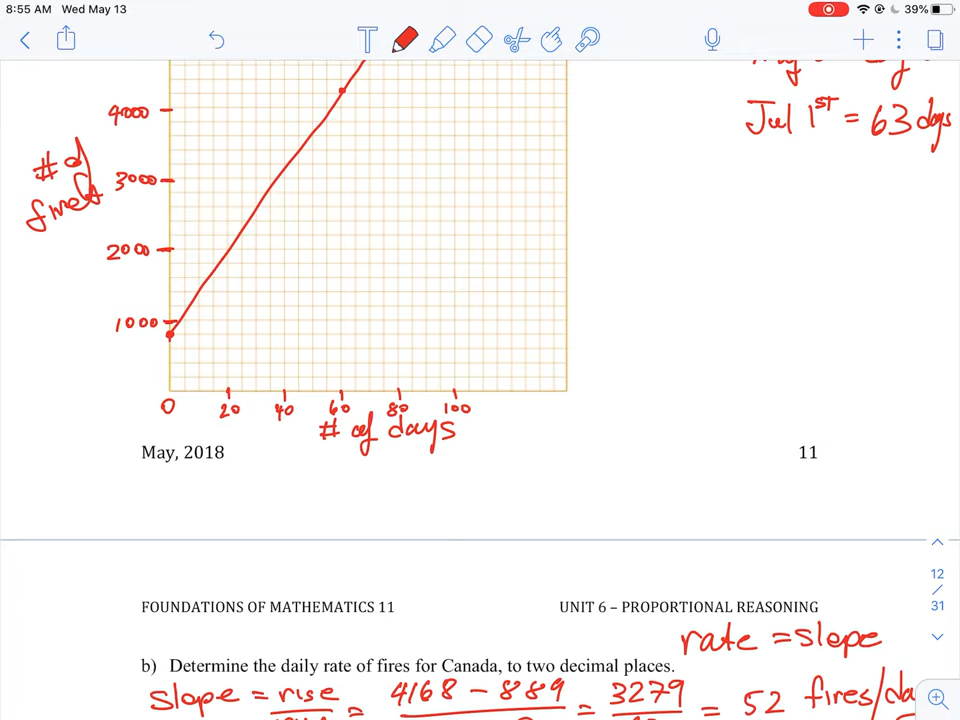 8:55 AM Wed May 13
39%
4000
Jul 1ST = 63 days
# of
fires
3000
2000
1000
0 20 40 60 80 100
# of days
May, 2018
11
12
/
31
FOUNDATIONS OF MATHEMATICS 11
UNIT 6 – PROPORTIONAL REASONING
rate = slope
b) Determine the daily rate of fires for Canada, to two decimal places.
slope = rise = 4168 - 889 = 3279 = 52 fires/day